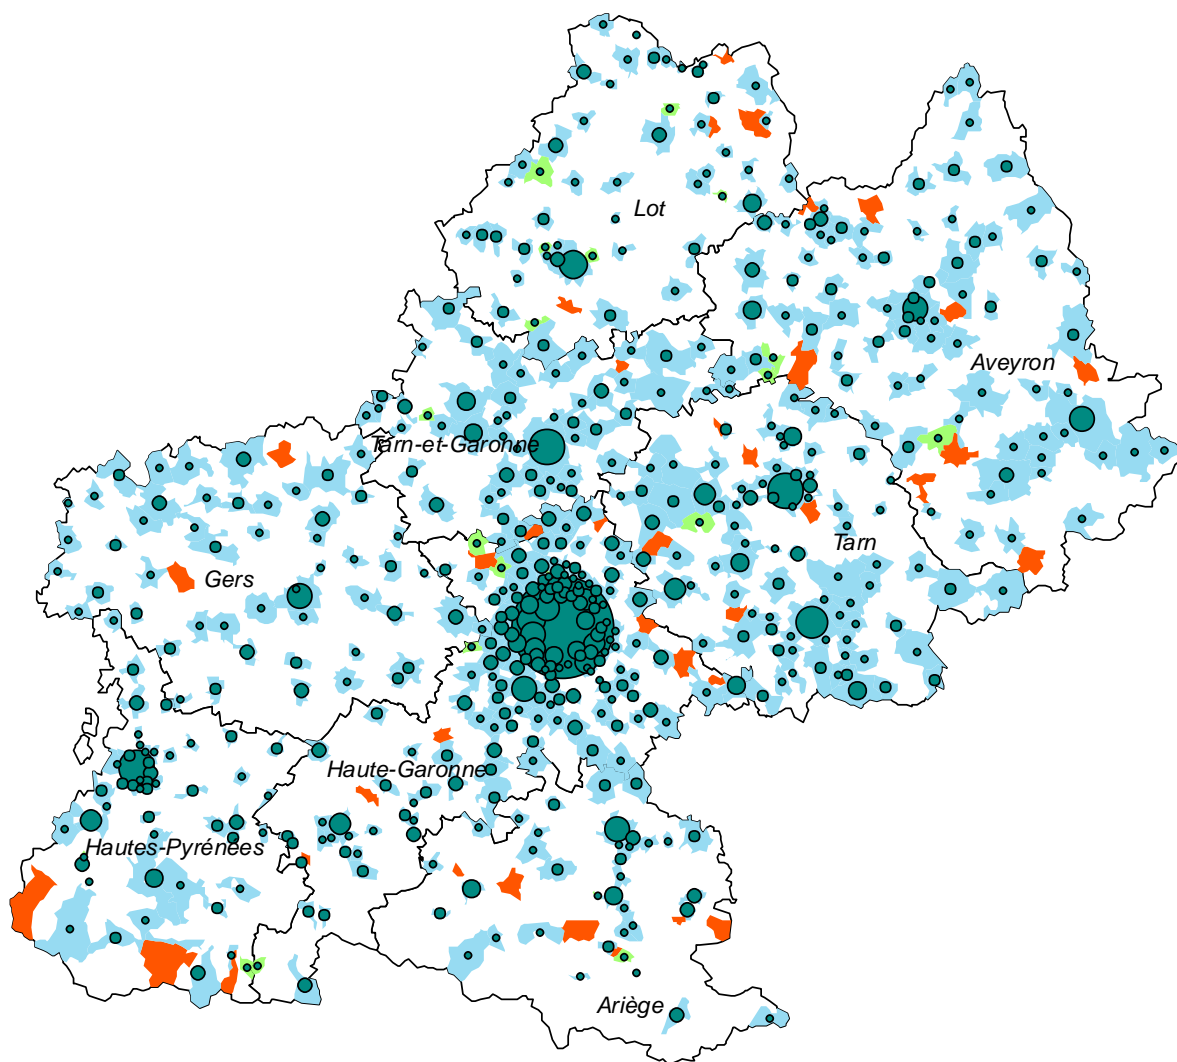 Lot
Aveyron
Tarn-et-Garonne
Tarn
Gers
Haute-Garonne
Hautes-Pyrénées
Ariège